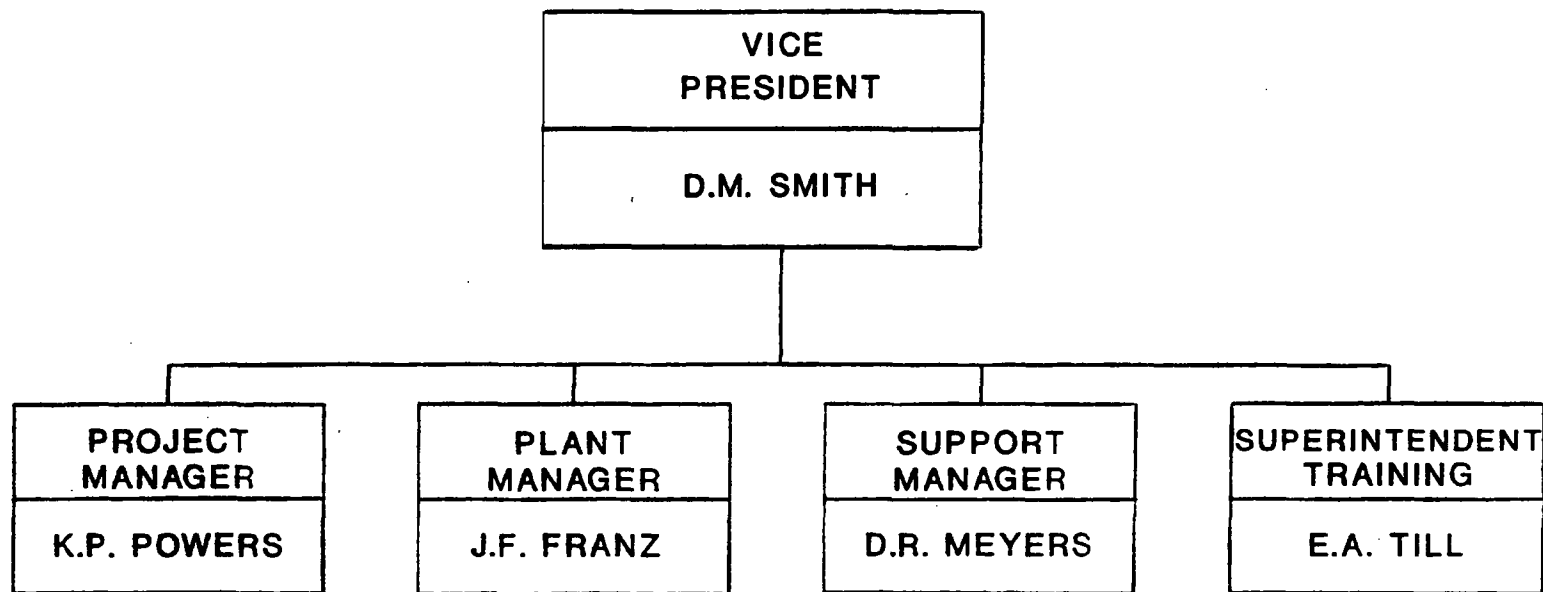 VICE
PRESIDENT
D.M. SMITH
PROJECT
MANAGER
K.P. POWERS
PLANT
MANAGER
J.F. FRANZ
SUPPORT
MANAGER
D.R. MEYERS
SUPERINTENDENT
TRAINING
E.A. TILL